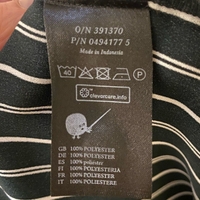 O/N 391370
P/N 0494177 5
Made in Indonesia
40
P
clevercare.info
GB 100% POLYESTER
DE 100% POLYESTER
ES 100% poliéster
FI 100% POLYESTERIA
FR 100% POLYESTER
IT 100% POLIESTERE